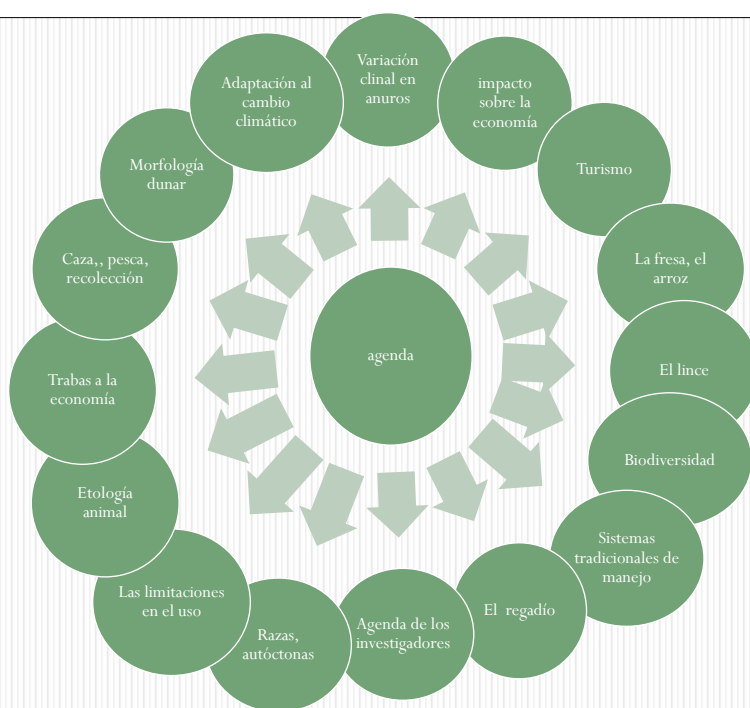 Variación
clinal en
anuros
impacto
sobre la
economía
Turismo
La fresa, el
arroz
El lince
Biodiversidad
Sistemas
tradicionales de
manejo
El regadío
Agenda de los
investigadores
Razas,
autóctonas
Las limitaciones
en el uso
Etología
animal
Trabas a la
economía
Caza,, pesca,
recolección
Morfología
dunar
Adaptación al
cambio
climático
agenda